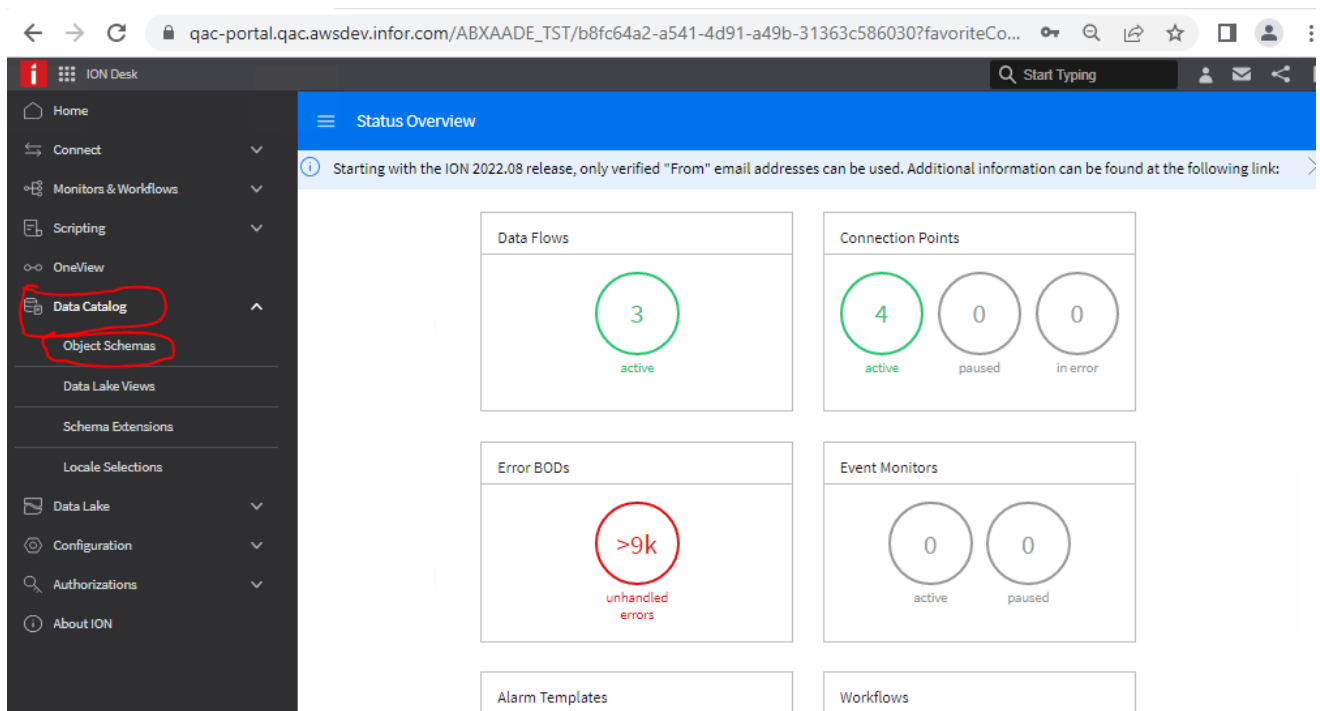 qac-portal.qac.awsdev.infor.com/ABXAADE_TST/b8fc64a2-a541-4d91-a49b-31363c586030?favoriteCo...
i ION Desk
Start Typing
Home
Connect
Monitors & Workflows
Scripting
OneView
Data Catalog
Object Schemas
Data Lake Views
Schema Extensions
Locale Selections
Data Lake
Configuration
Authorizations
About ION
Status Overview
Starting with the ION 2022.08 release, only verified "From" email addresses can be used. Additional information can be found at the following link:
Data Flows
3
active
Connection Points
4 0 0
active paused in error
Error BODs
>9k
unhandled
errors
Event Monitors
0 0
active paused
Alarm Templates
Workflows